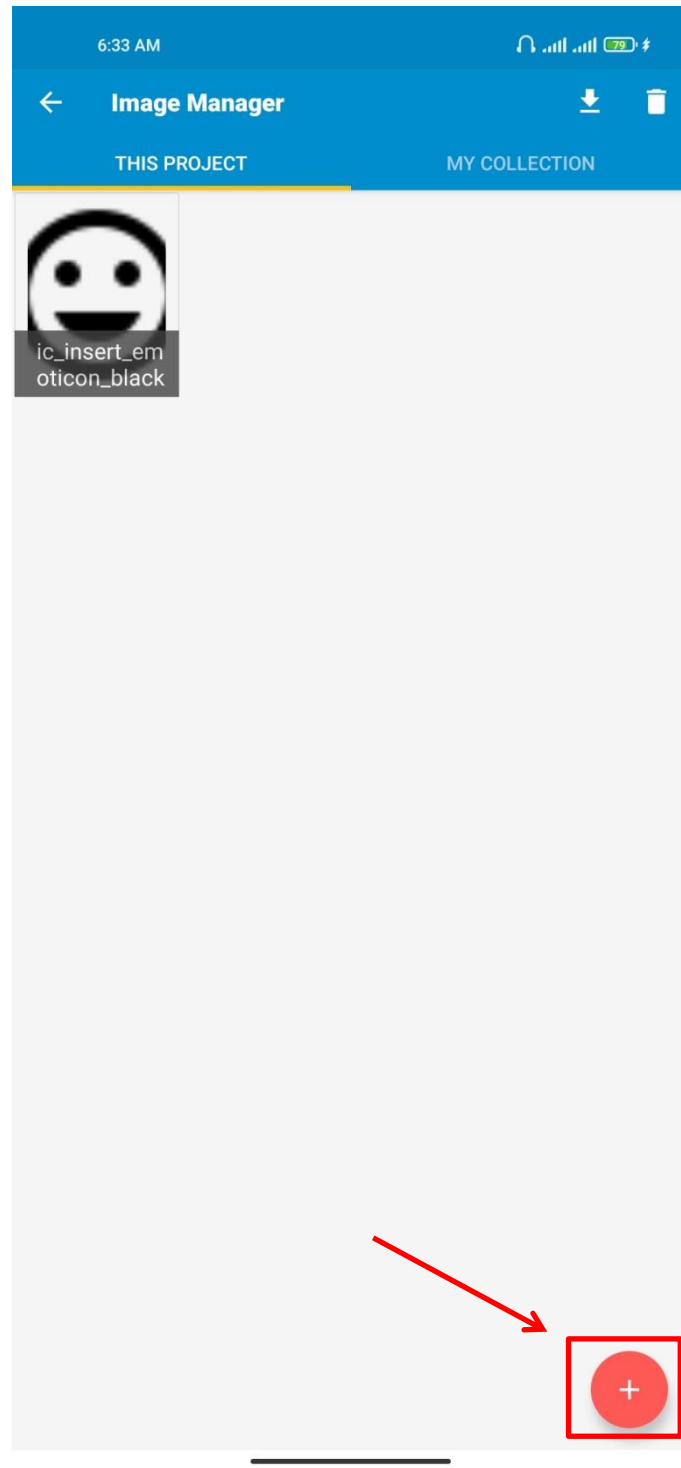 6:33 AM
79
Image Manager
THIS PROJECT
MY COLLECTION
ic_insert_em
oticon_black
+